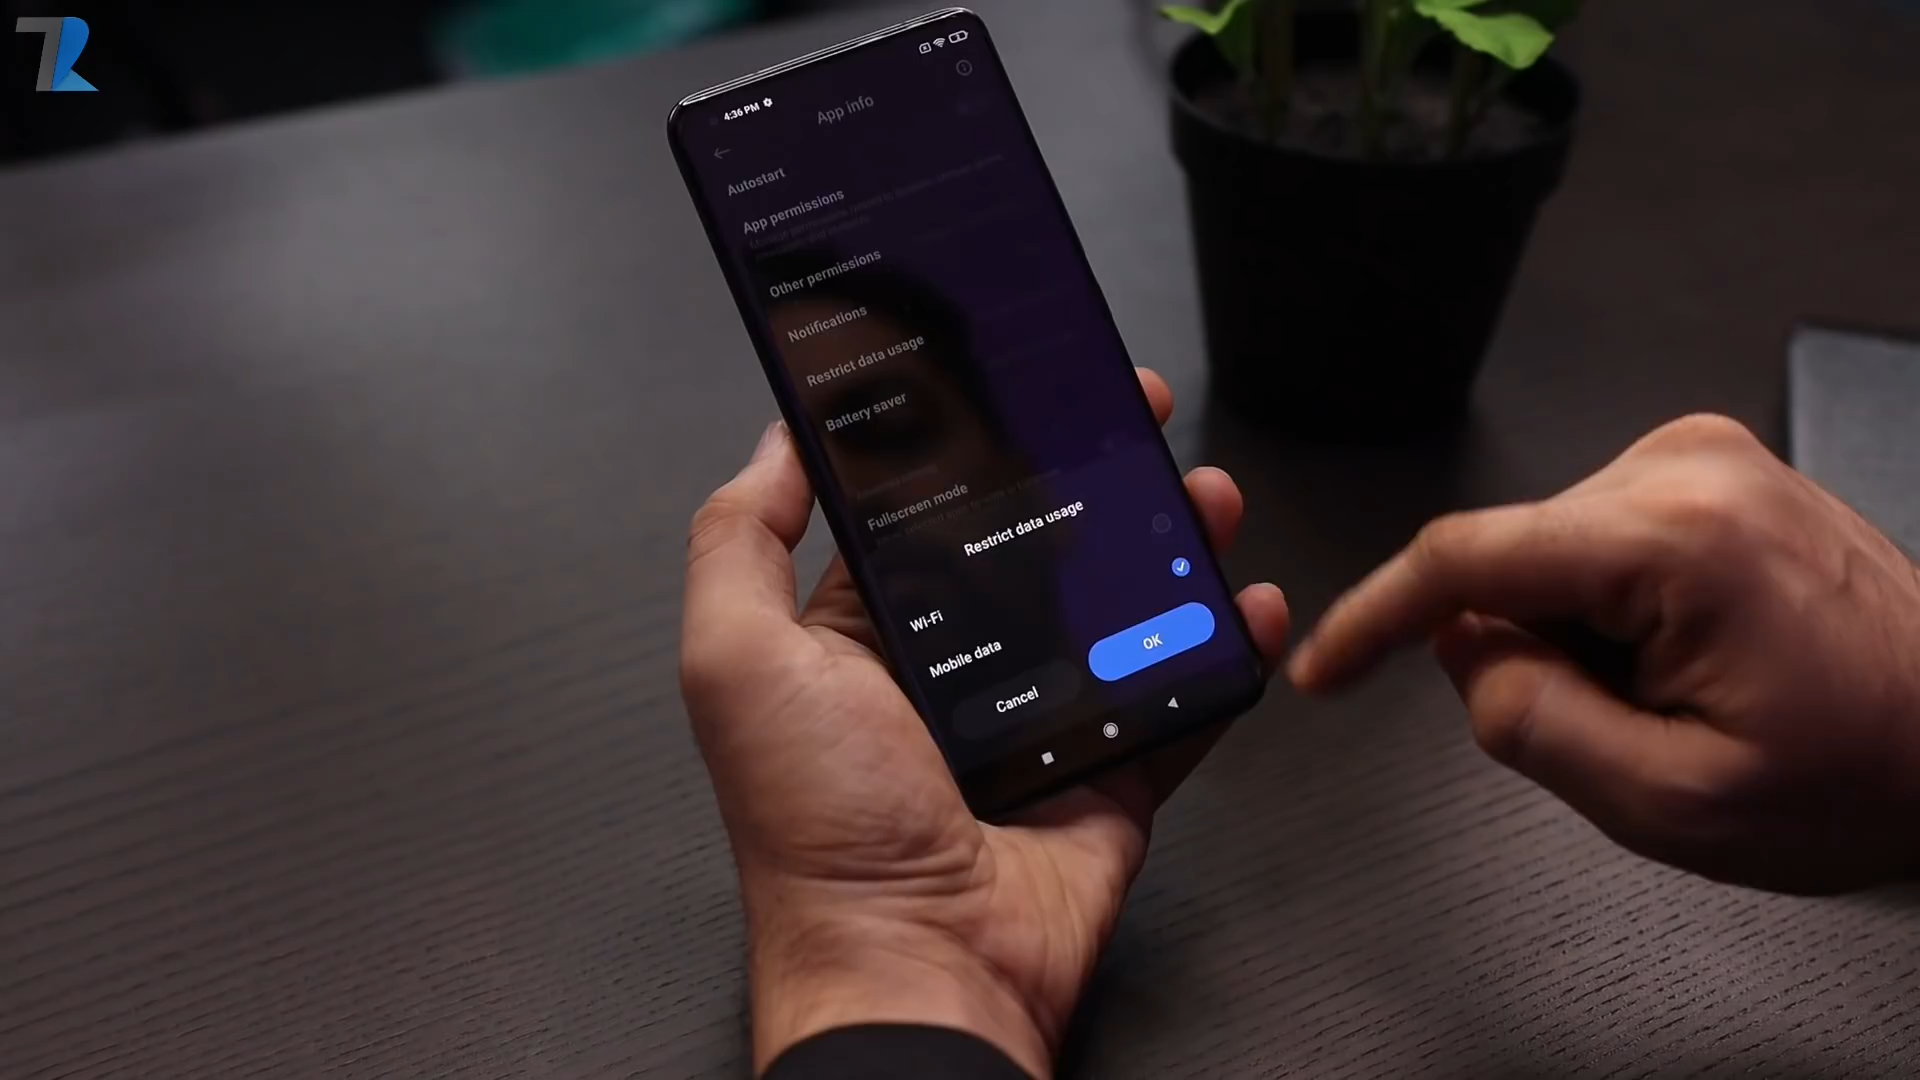 4:36 PM
App info
Autostart
App permissions
Other permissions
Notifications
Restrict data usage
Battery saver
Fullscreen mode
Restrict data usage
Wi-Fi
Mobile data
Cancel
OK